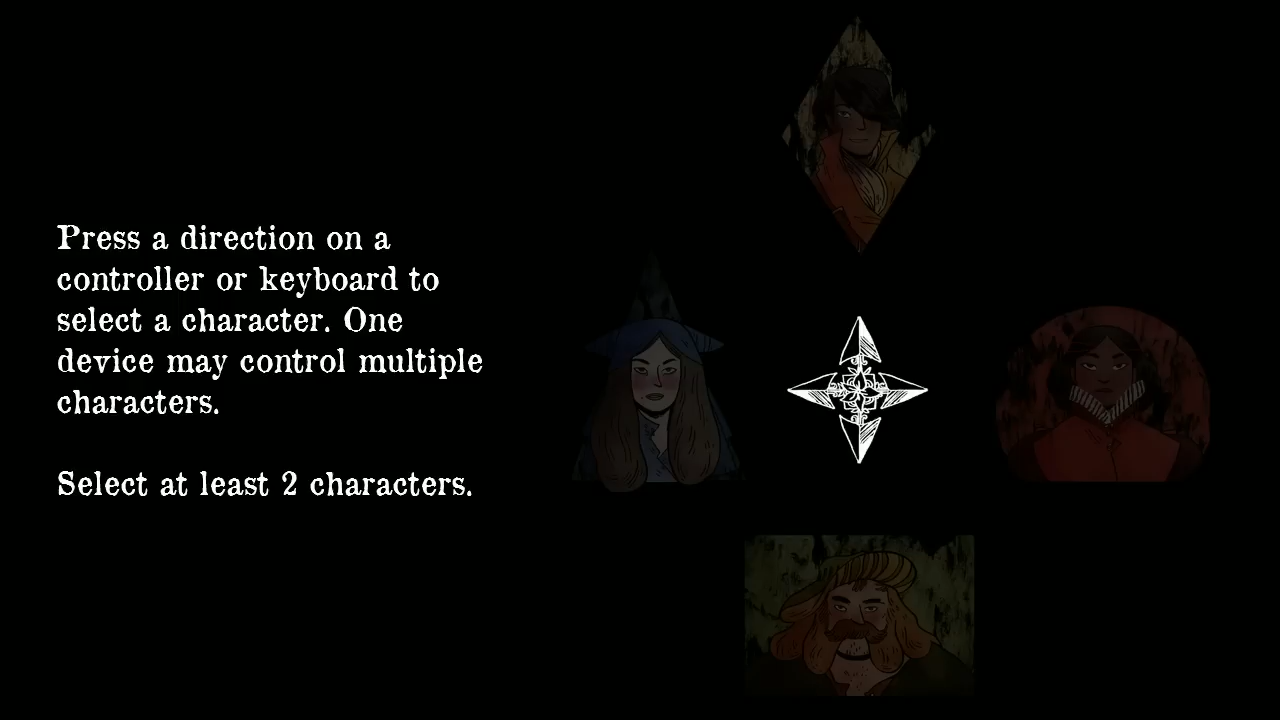 Press a direction on a
controller or keyboard to
select a character. One
device may control multiple
characters.
Select at least 2 characters.